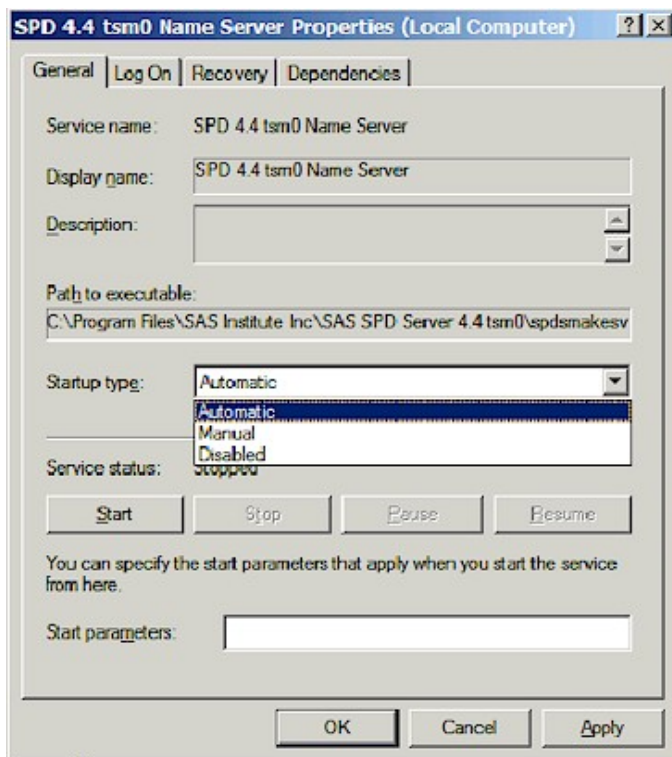 SPD 4.4 tsm0 Name Server Properties (Local Computer)
General Log On Recovery Dependencies
Service name: SPD 4.4 tsm0 Name Server
Display name: SPD 4.4 tsm0 Name Server
Description:
Path to executable:
C:\Program Files\SAS Institute Inc\SAS SPD Server 4.4 tsm0\spdsmakesv
Startup type: Automatic
Automatic
Manual
Disabled
Service status: Stopped
Start Stop Pause Resume
You can specify the start parameters that apply when you start the service
from here.
Start parameters:
OK Cancel Apply